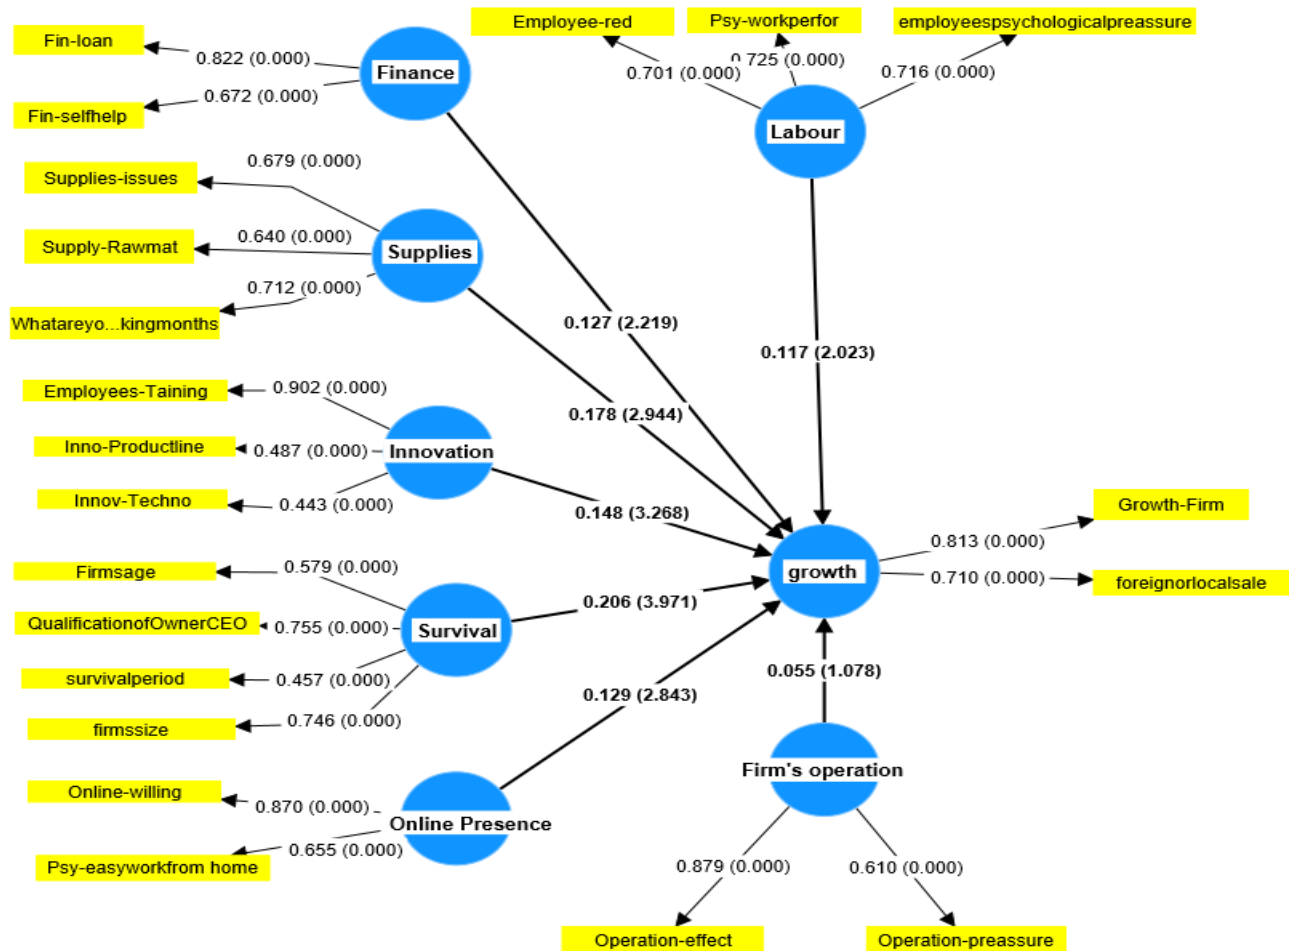 Employee-red
Psy-workperfor
employeespsychologicalpreassure
Fin-loan
0.822 (0.000)
Finance
0.701 (0.000)
0.725 (0.000)
0.716 (0.000)
0.672 (0.000)
Fin-selfhelp
Labour
0.679 (0.000)
Supplies-issues
Supply-Rawmat
0.640 (0.000)
Supplies
0.712 (0.000)
Whatareyo...kingmonths
0.127 (2.219)
0.117 (2.023)
Employees-Taining
0.902 (0.000)
0.178 (2.944)
Inno-Productline
0.487 (0.000)
Innovation
Innov-Techno
0.443 (0.000)
0.148 (3.268)
Growth-Firm
0.813 (0.000)
Firmsage
0.579 (0.000)
growth
0.710 (0.000)
foreignorlocalsale
0.206 (3.971)
QualificationofOwnerCEO
0.755 (0.000)
Survival
survivalperiod
0.457 (0.000)
0.055 (1.078)
0.129 (2.843)
firmssize
0.746 (0.000)
Firm's operation
Online-willing
0.870 (0.000)
Online Presence
0.655 (0.000)
Psy-easyworkfrom home
0.879 (0.000)
0.610 (0.000)
Operation-effect
Operation-preassure